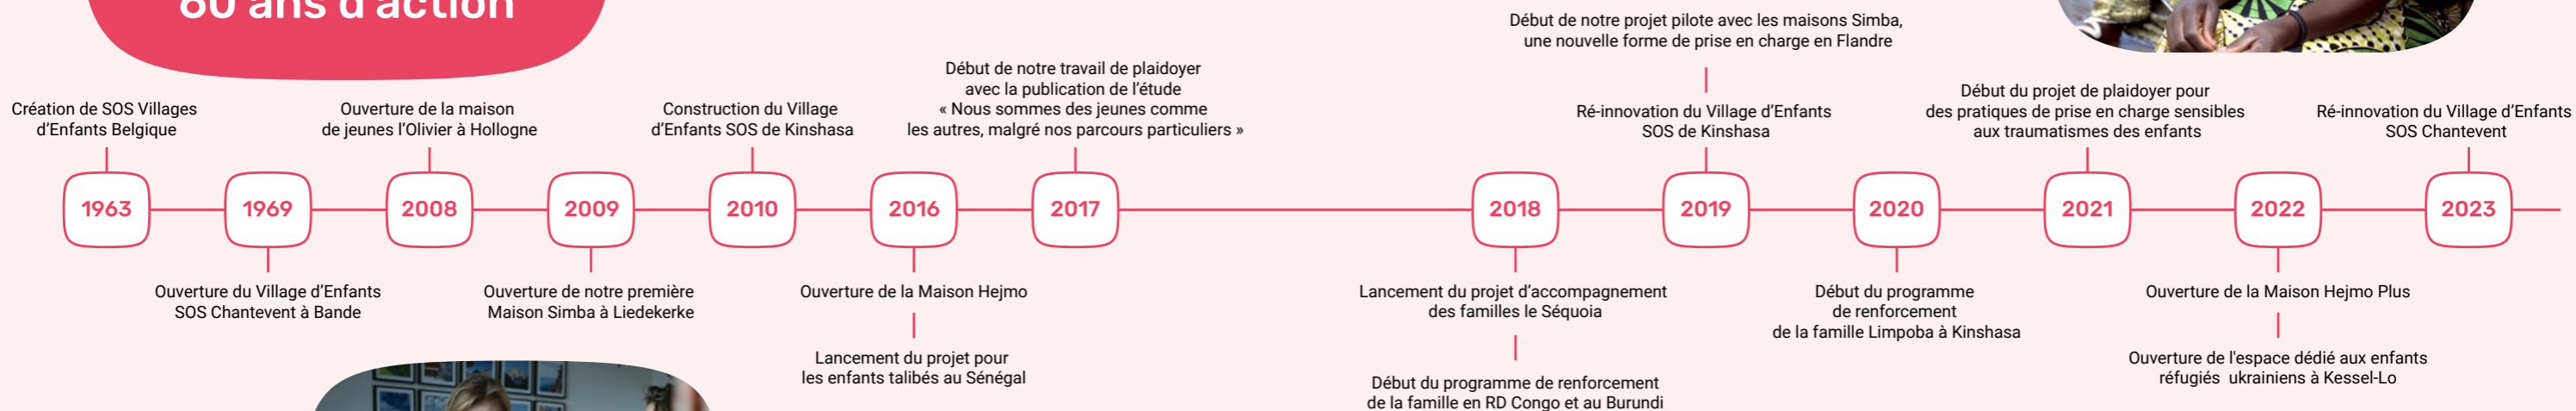 60 ans d'action
Création de SOS Villages
d'Enfants Belgique
1963
1969
Ouverture du Village d'Enfants
SOS Chantevent à Bande
Ouverture de la maison
de jeunes l'Olivier à Hollogne
2008
2009
Ouverture de notre première
Maison Simba à Liedekerke
Construction du Village
d'Enfants SOS de Kinshasa
2010
2016
Ouverture de la Maison Hejmo
Lancement du projet pour
les enfants talibés au Sénégal
Début de notre travail de plaidoyer
avec la publication de l'étude
« Nous sommes des jeunes comme
les autres, malgré nos parcours particuliers »
2017
2018
Lancement du projet d'accompagnement
des familles le Séquoia
Début du programme de renforcement
de la famille en RD Congo et au Burundi
Début de notre projet pilote avec les maisons Simba,
une nouvelle forme de prise en charge en Flandre
Ré-innovation du Village d'Enfants
SOS de Kinshasa
2019
2020
Début du programme
de renforcement
de la famille Limpoba à Kinshasa
Début du projet de plaidoyer pour
des pratiques de prise en charge sensibles
aux traumatismes des enfants
2021
2022
Ouverture de la Maison Hejmo Plus
Ouverture de l'espace dédié aux enfants
réfugiés  ukrainiens à Kessel-Lo
Ré-innovation du Village d'Enfants
SOS Chantevent
2023